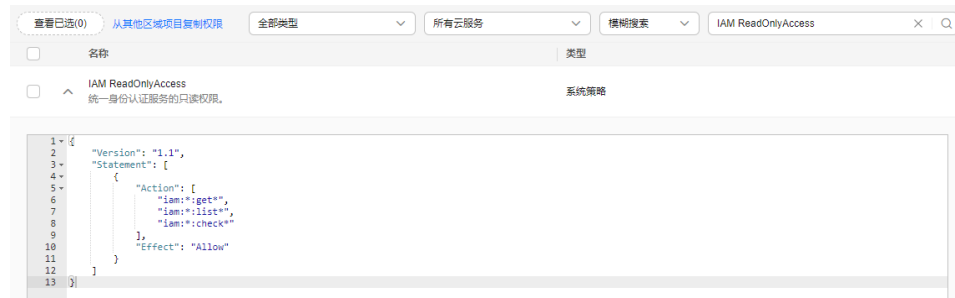 查看已选(0) 从其他区域项目复制权限 全部类型 所有云服务 模糊搜索 IAM ReadOnlyAccess
名称 类型
IAM ReadOnlyAccess
统一身份认证服务的只读权限。 系统策略
1 {
2 "Version": "1.1",
3 "Statement": [
4 {
5 "Action": [
6 "iam:*:get*",
7 "iam:*:list*",
8 "iam:*:check*"
9 ],
10 "Effect": "Allow"
11 }
12 ]
13 }